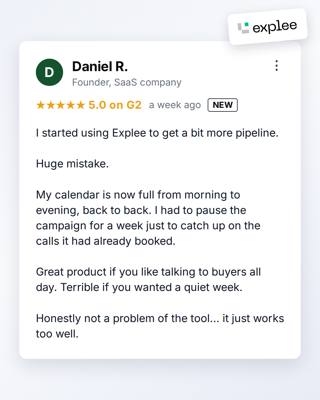 explee
D
Daniel R.
Founder, SaaS company
★★★★★ 5.0 on G2 a week ago NEW
I started using Explee to get a bit more pipeline.
Huge mistake.
My calendar is now full from morning to
evening, back to back. I had to pause the
campaign for a week just to catch up on the
calls it had already booked.
Great product if you like talking to buyers all
day. Terrible if you wanted a quiet week.
Honestly not a problem of the tool... it just works
too well.